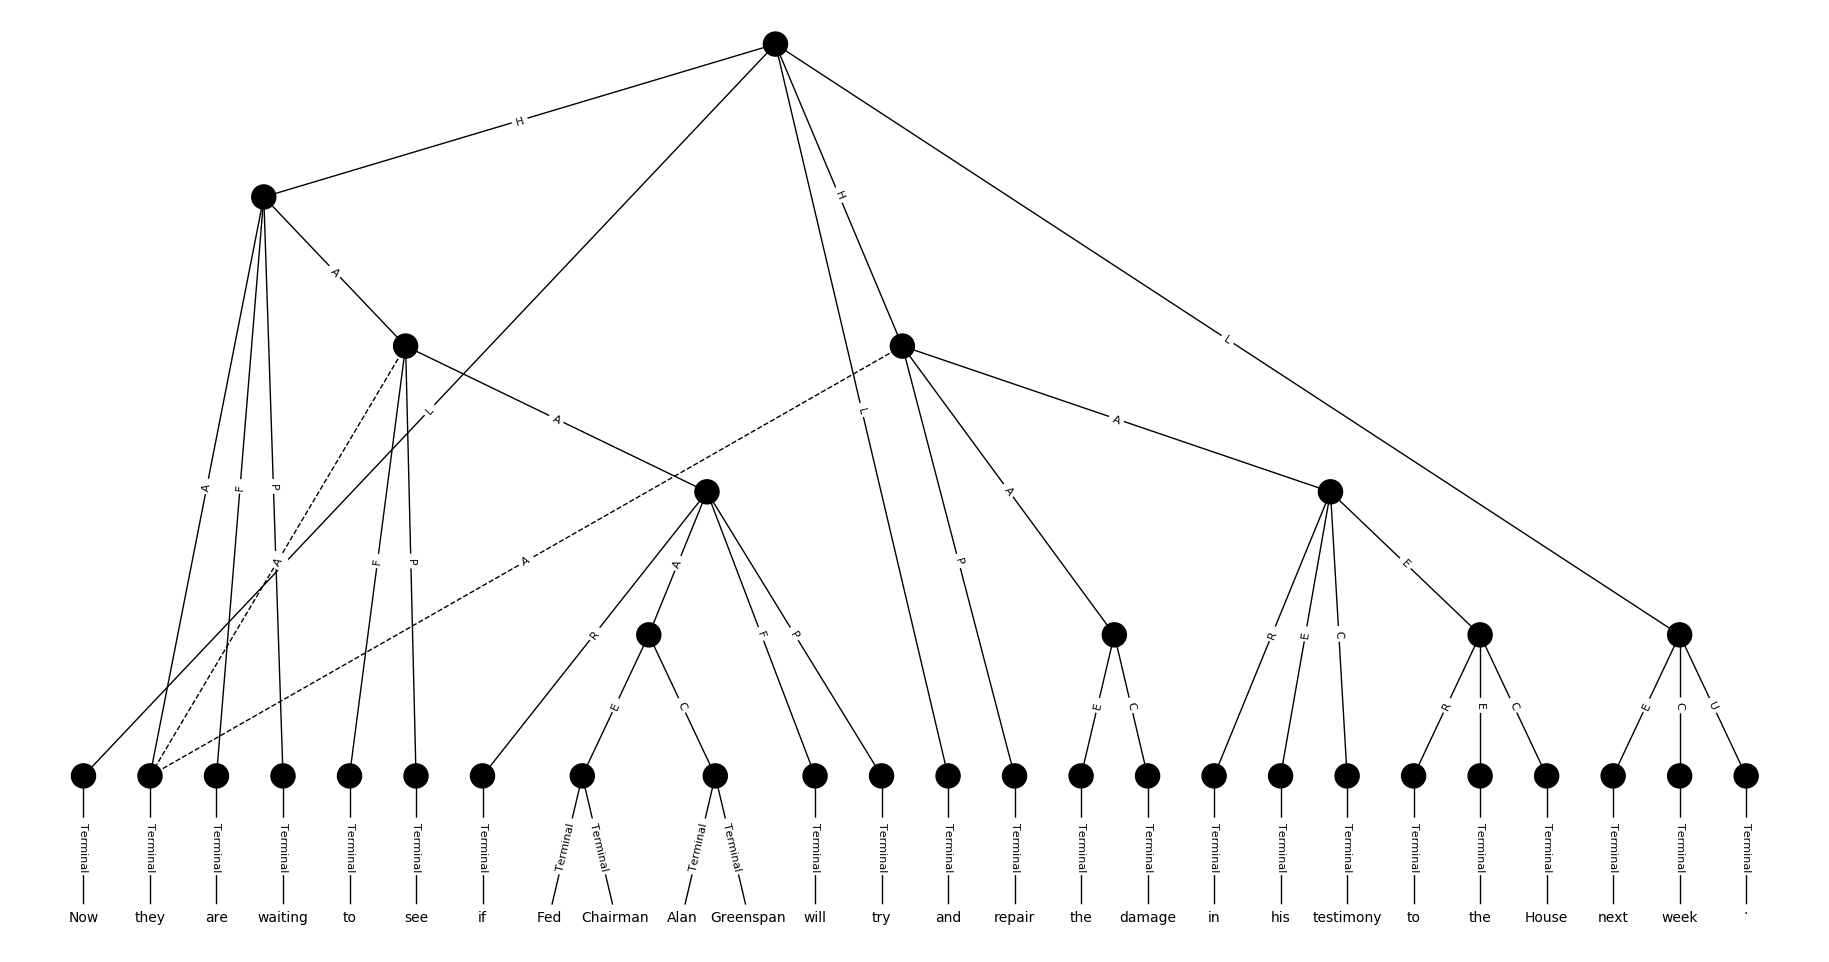 H
H
A
L
A
L
A
A
L
A
F
P
A
A
A
F
P
P
A
E
R
F
P
R
E
C
E
C
E
C
R
E
C
E
C
U
Terminal Terminal Terminal Terminal Terminal Terminal Terminal Terminal Terminal Terminal Terminal Terminal Terminal Terminal Terminal Terminal Terminal Terminal Terminal Terminal Terminal Terminal Terminal Terminal Terminal Terminal
Now they are waiting to see if Fed Chairman Alan Greenspan will try and repair the damage in his testimony to the House next week .